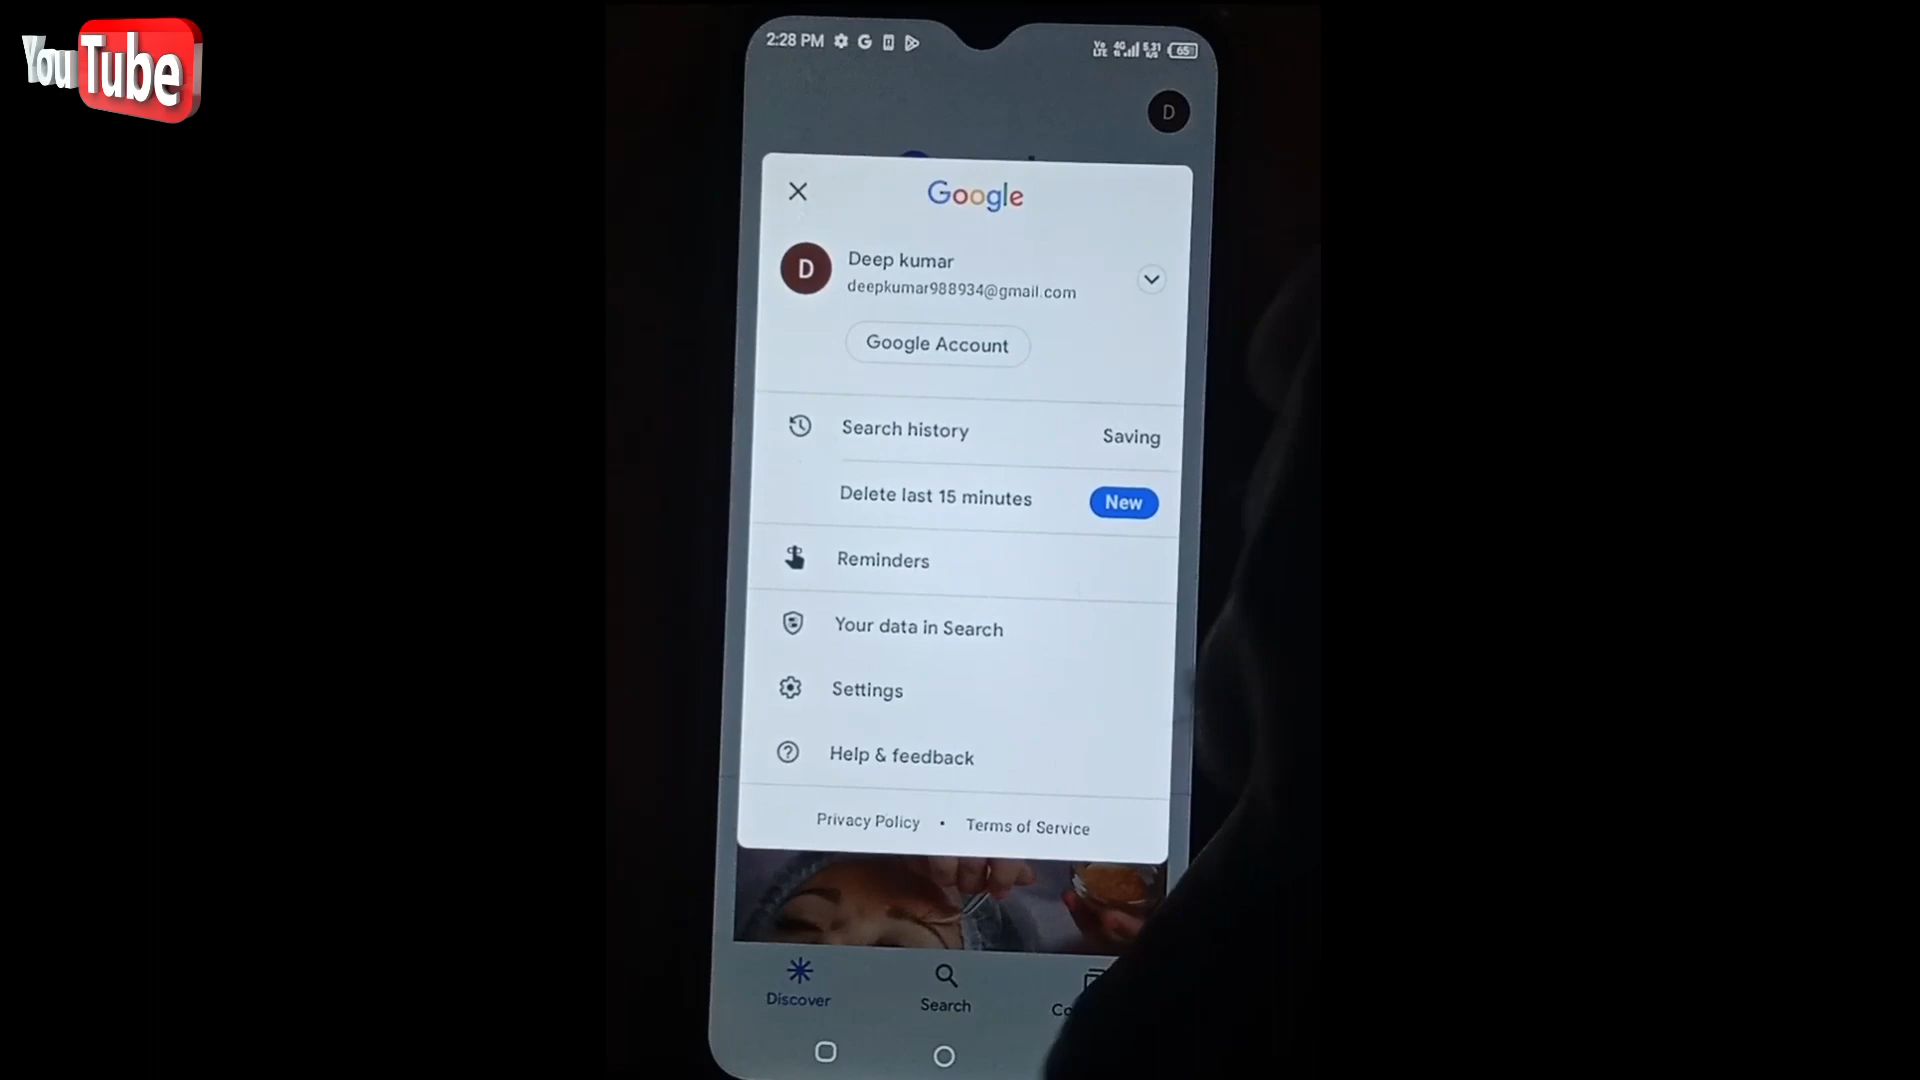 YouTube
2:28 PM
65
D
Google
D
Deep kumar
deepkumar988934@gmail.com
Google Account
Search history
Saving
Delete last 15 minutes
New
Reminders
Your data in Search
Settings
Help & feedback
Privacy Policy • Terms of Service
Discover
Search